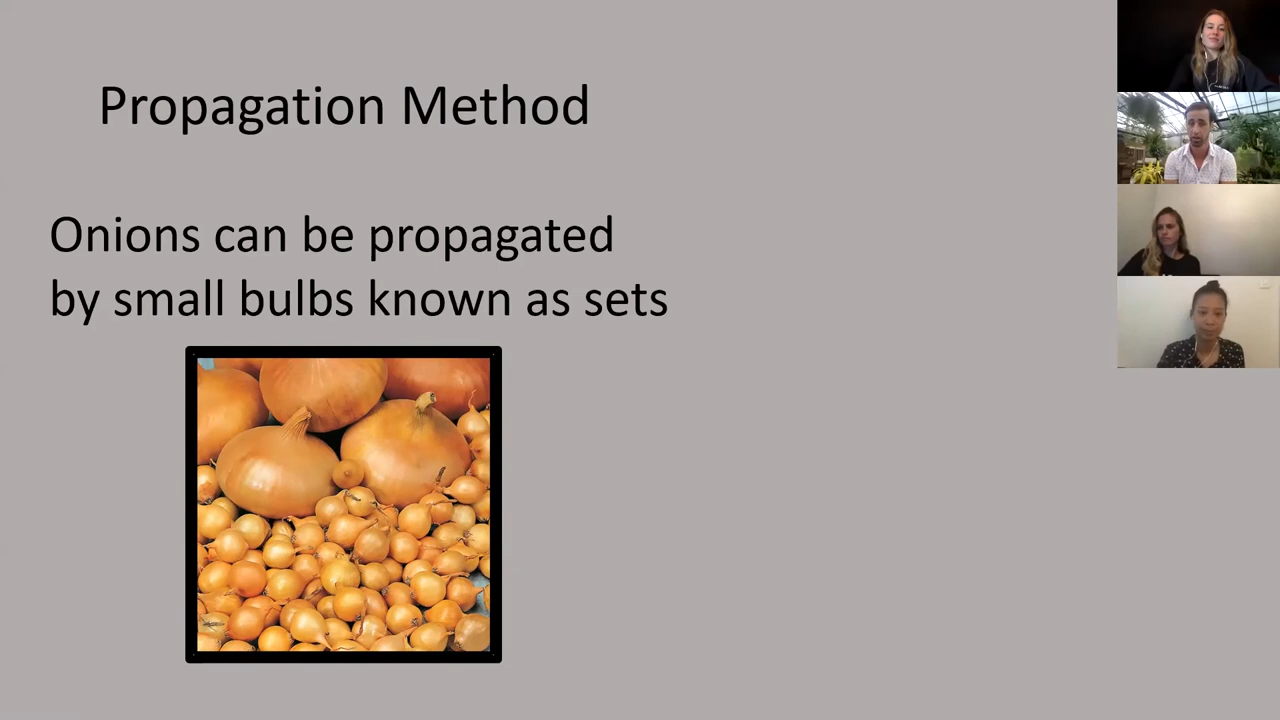 Propagation Method
Onions can be propagated
by small bulbs known as sets